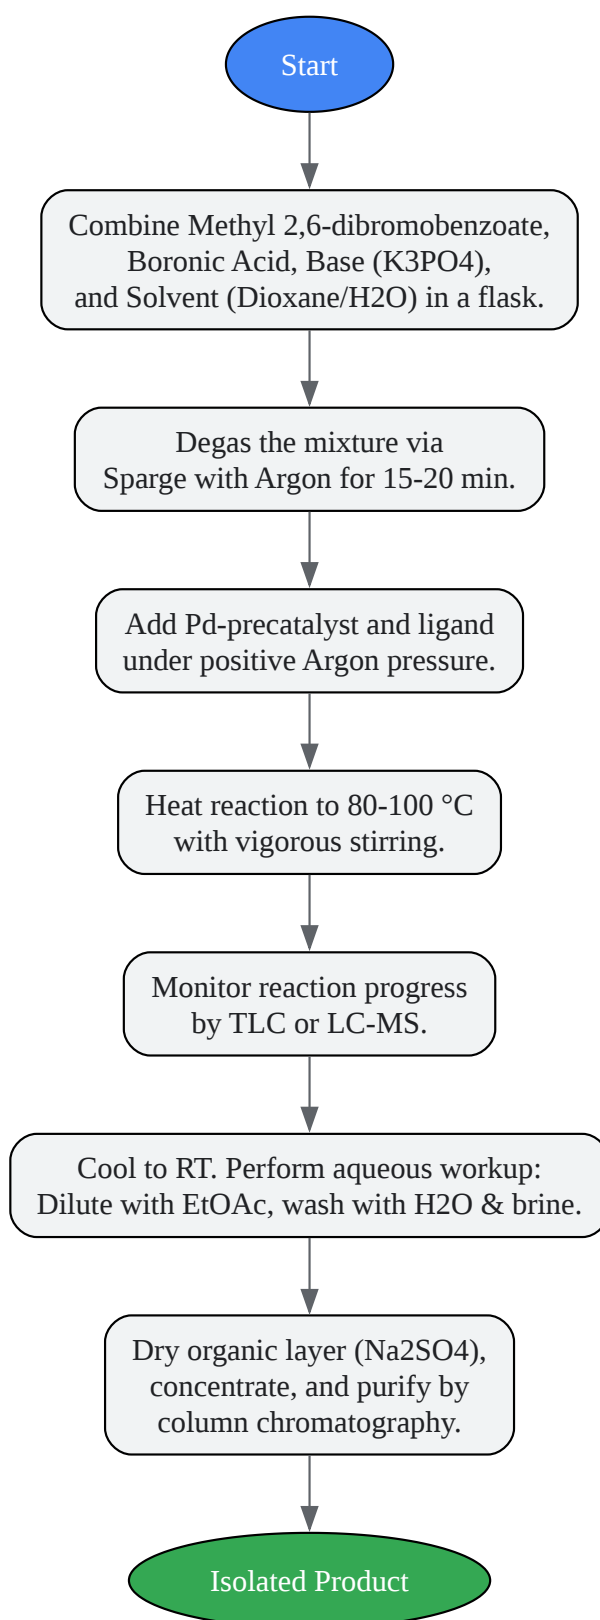 Start
Combine Methyl 2,6-dibromobenzoate,
Boronic Acid, Base (K3PO4),
and Solvent (Dioxane/H2O) in a flask.
Degas the mixture via
Sparge with Argon for 15-20 min.
Add Pd-precatalyst and ligand
under positive Argon pressure.
Heat reaction to 80-100 °C
with vigorous stirring.
Monitor reaction progress
by TLC or LC-MS.
Cool to RT. Perform aqueous workup:
Dilute with EtOAc, wash with H2O & brine.
Dry organic layer (Na2SO4),
concentrate, and purify by
column chromatography.
Isolated Product